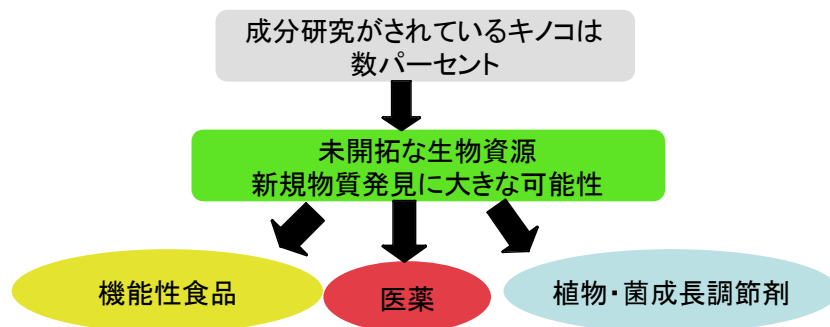 成分研究がされているキノコは
数パーセント
未開拓な生物資源
新規物質発見に大きな可能性
機能性食品
医薬
植物・菌成長調節剤